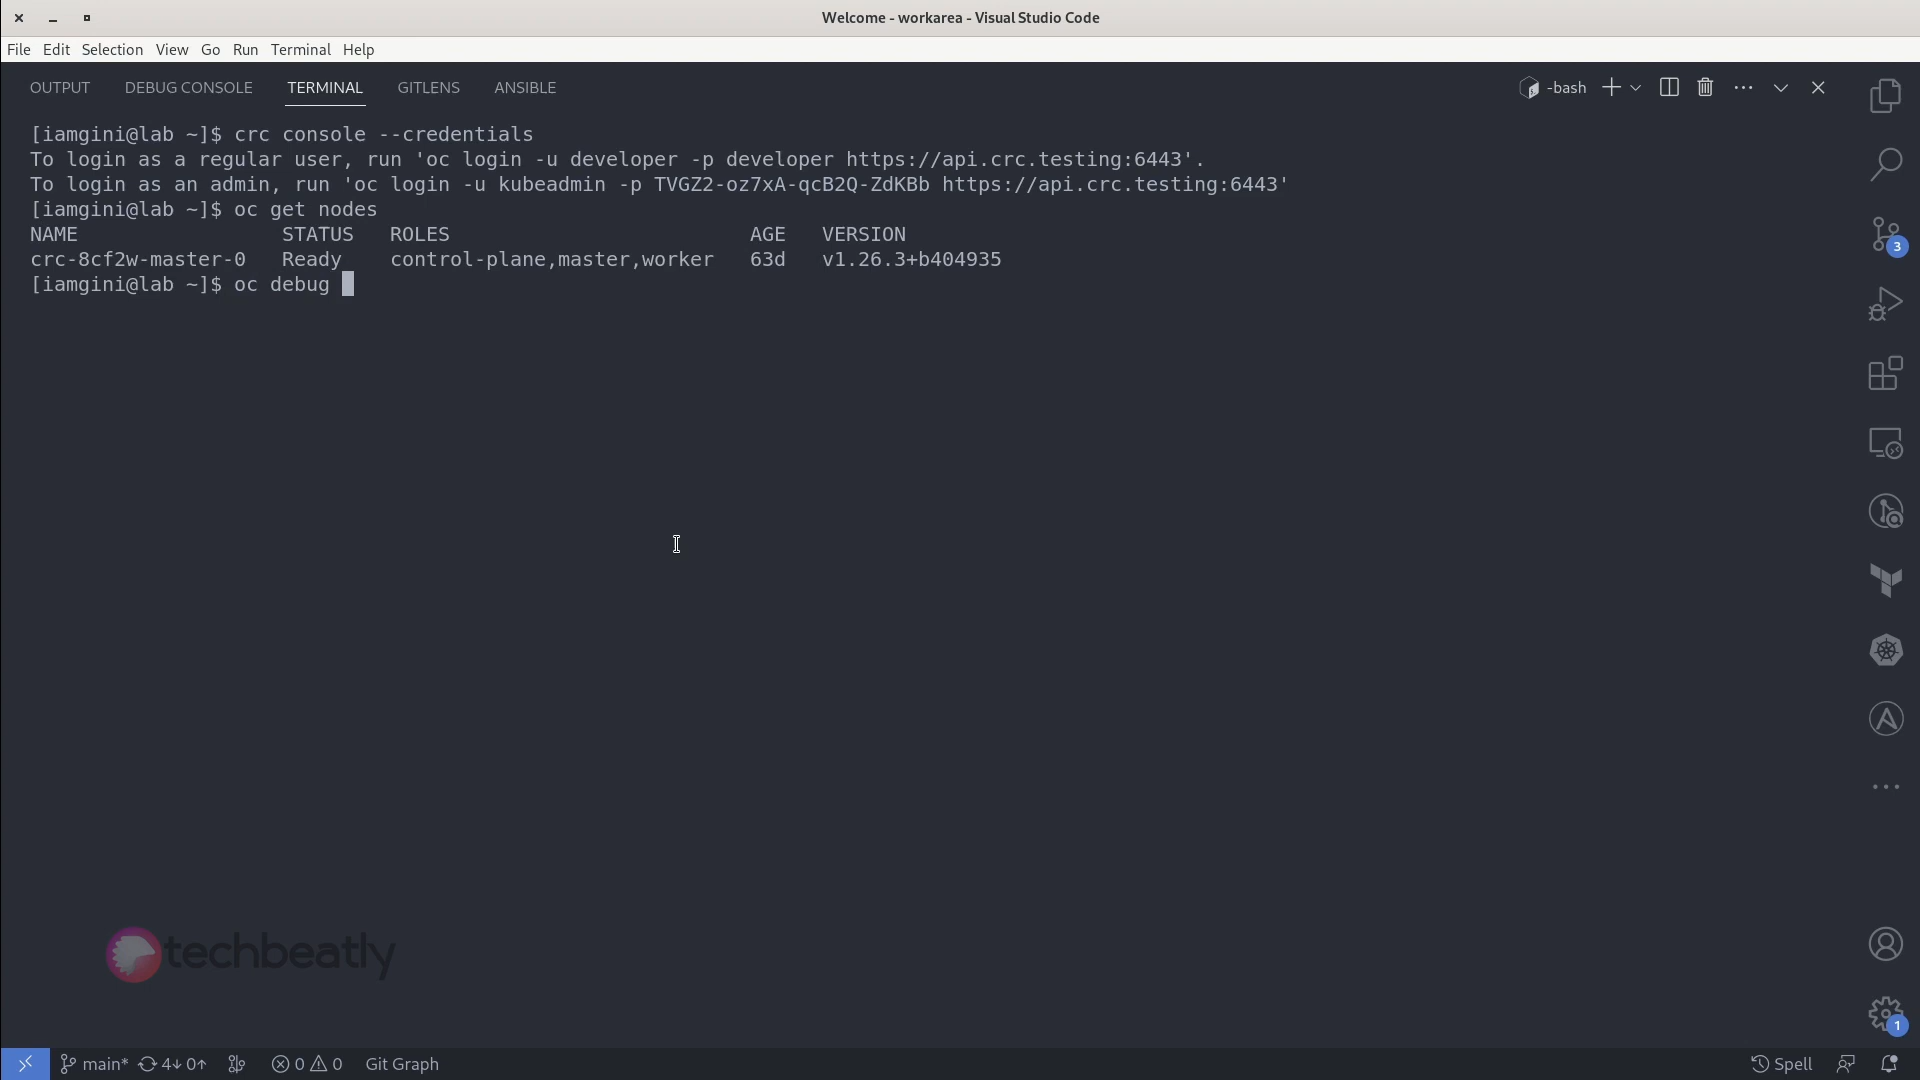 Welcome - workarea - Visual Studio Code
File Edit Selection View Go Run Terminal Help
OUTPUT DEBUG CONSOLE TERMINAL GITLENS ANSIBLE -bash
[iamgini@lab ~]$ crc console --credentials
To login as a regular user, run 'oc login -u developer -p developer https://api.crc.testing:6443'.
To login as an admin, run 'oc login -u kubeadmin -p TVGZ2-oz7xA-qcB2Q-ZdKBb https://api.crc.testing:6443'
[iamgini@lab ~]$ oc get nodes
NAME STATUS ROLES AGE VERSION
crc-8cf2w-master-0 Ready control-plane,master,worker 63d v1.26.3+b404935
[iamgini@lab ~]$ oc debug
3
techbeatly
1
main* 4↓ 0↑ 0 0 Git Graph Spell